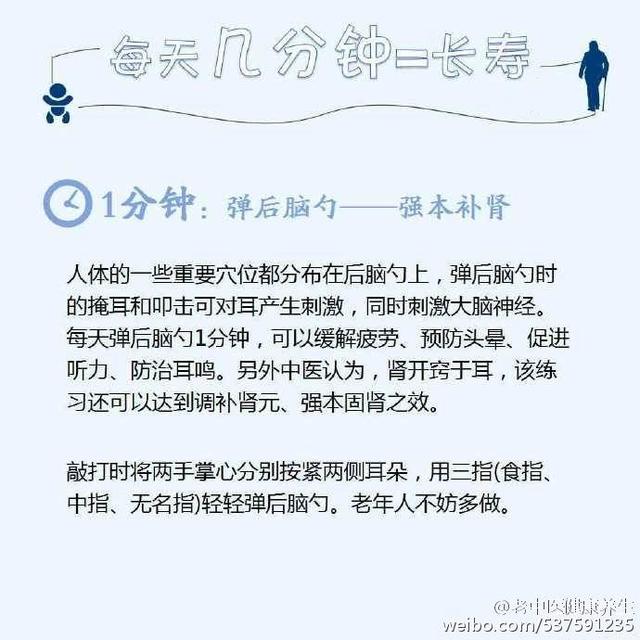 每天几分钟=长寿
1分钟：弹后脑勺——强本补肾
人体的一些重要穴位都分布在后脑勺上，弹后脑勺时
的掩耳和叩击可对耳产生刺激，同时刺激大脑神经。
每天弹后脑勺1分钟，可以缓解疲劳、预防头晕、促进
听力、防治耳鸣。另外中医认为，肾开窍于耳，该练
习还可以达到调补肾元、强本固肾之效。
敲打时将两手掌心分别按紧两侧耳朵，用三指(食指、
中指、无名指)轻轻弹后脑勺。老年人不妨多做。
@老中医健康养生
weibo.com/537591235